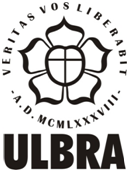 VERITAS VOS LIBERABIT
- A.D. MCMLXXXVIII -
ULBRA